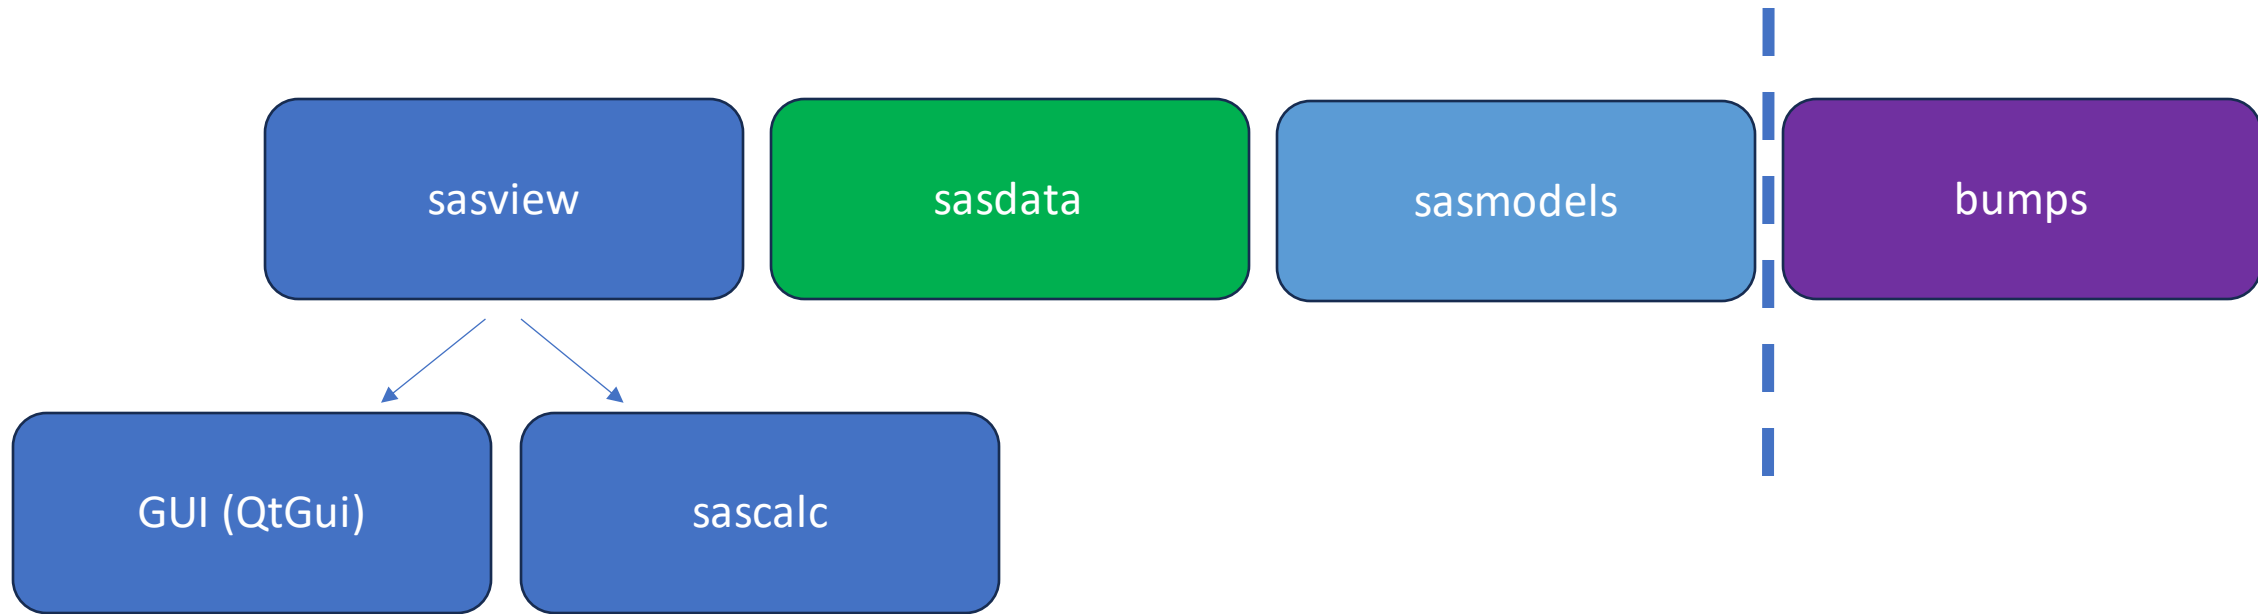 sasview
sasdata
sasmodels
bumps
GUI (QtGui)
sascalc